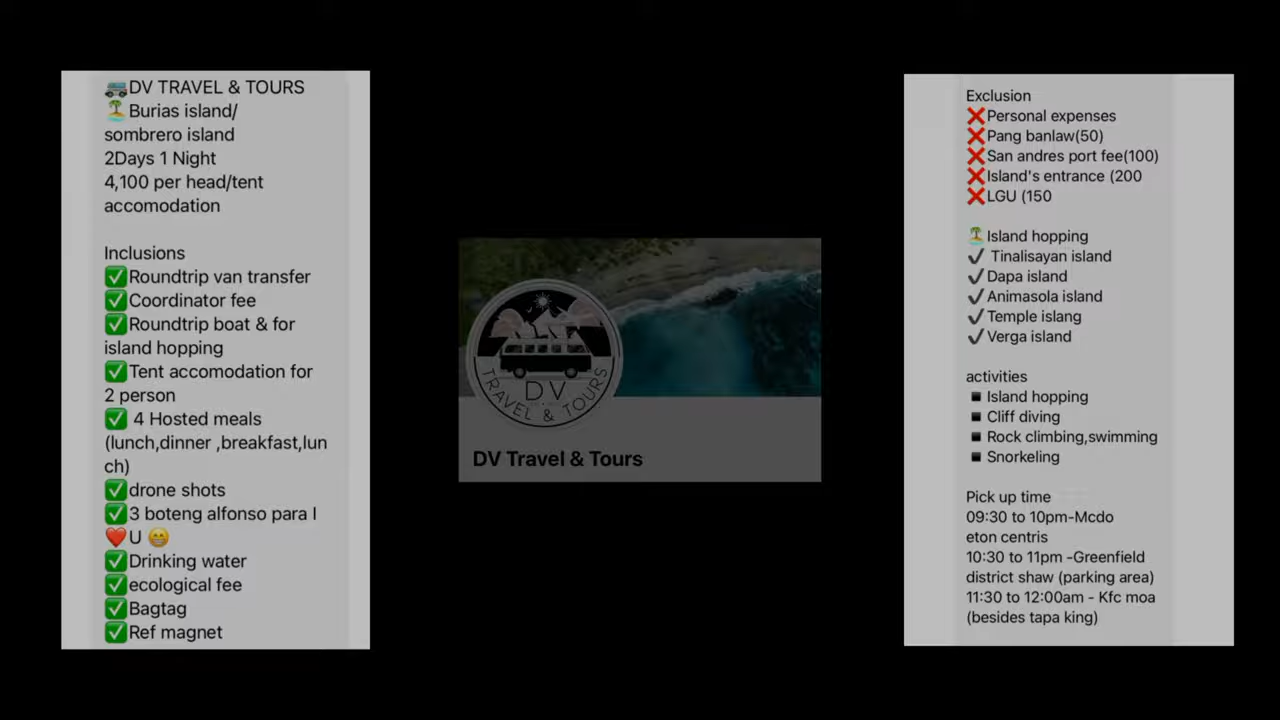 🚐DV TRAVEL & TOURS
🏝️Burias island/
sombrero island
2Days 1 Night
4,100 per head/tent
accomodation
Inclusions
✅Roundtrip van transfer
✅Coordinator fee
✅Roundtrip boat & for
island hopping
✅Tent accomodation for
2 person
✅ 4 Hosted meals
(lunch,dinner ,breakfast,lun
ch)
✅drone shots
✅3 boteng alfonso para I
❤️U 😁
✅Drinking water
✅ecological fee
✅Bagtag
✅Ref magnet
DV
TRAVEL & TOURS
DV Travel & Tours
Exclusion
❌Personal expenses
❌Pang banlaw(50)
❌San andres port fee(100)
❌Island's entrance (200
❌LGU (150
🏝️Island hopping
✔️ Tinalisayan island
✔️Dapa island
✔️Animasola island
✔️Temple islang
✔️Verga island
activities
◾Island hopping
◾Cliff diving
◾Rock climbing,swimming
◾Snorkeling
Pick up time
09:30 to 10pm-Mcdo
eton centris
10:30 to 11pm -Greenfield
district shaw (parking area)
11:30 to 12:00am - Kfc moa
(besides tapa king)